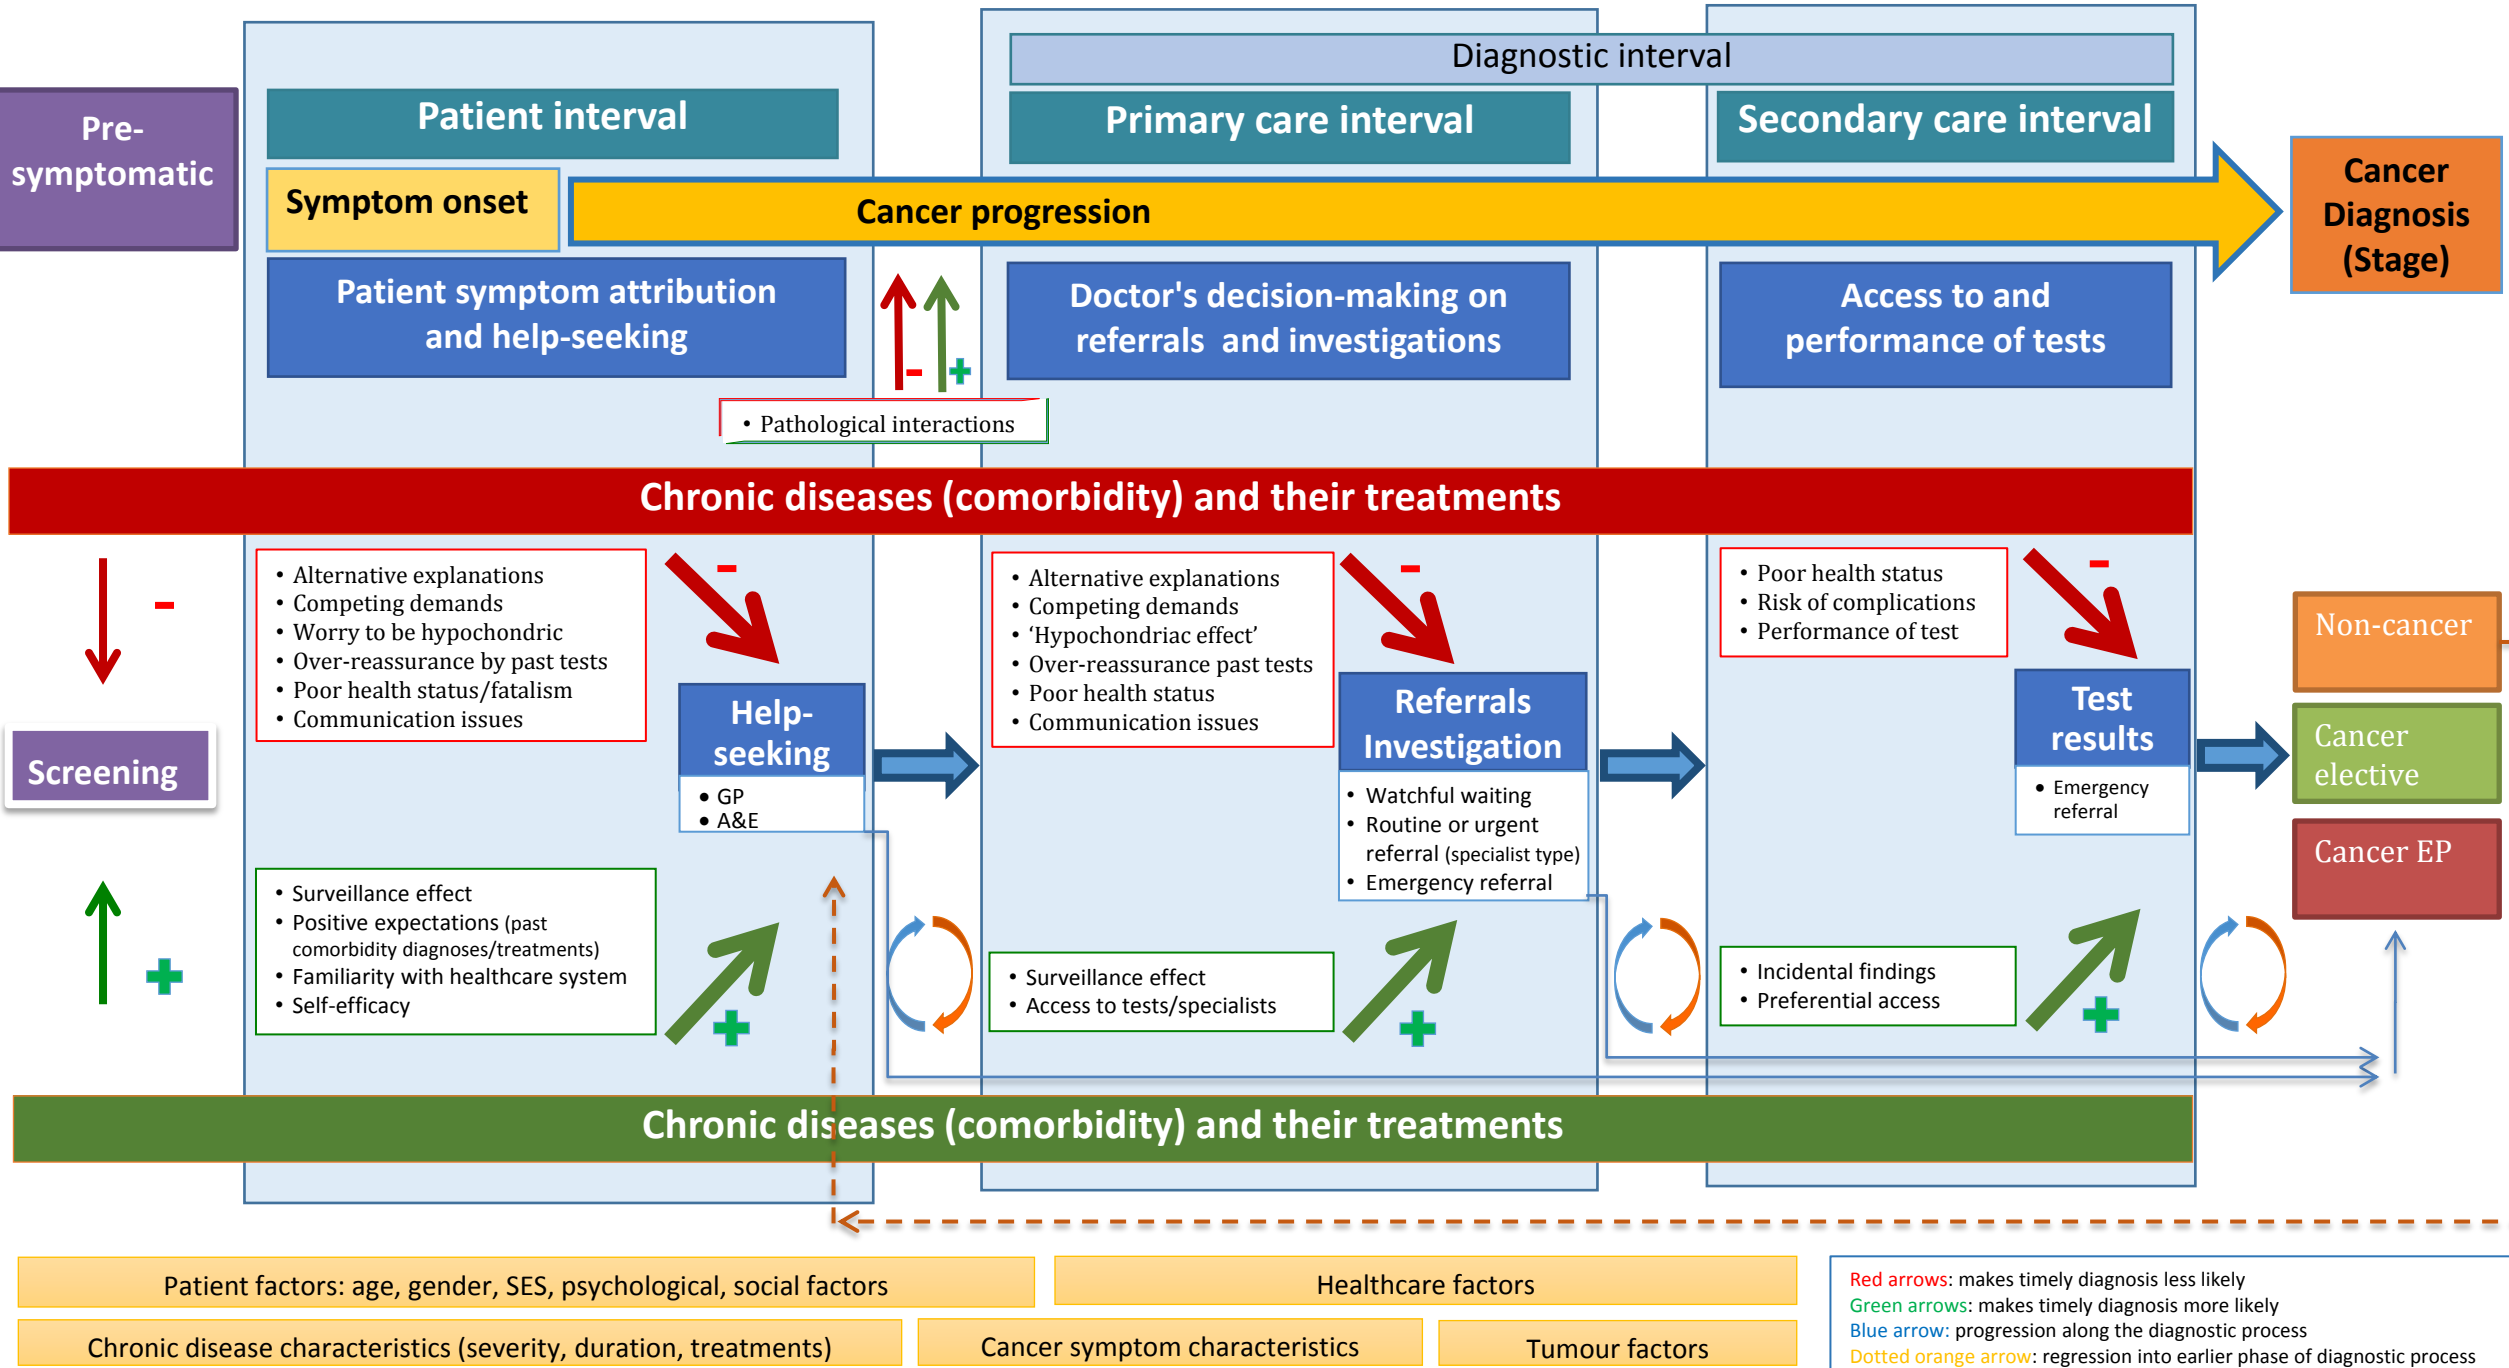 Diagnostic interval
Pre-
symptomatic
Patient interval
Primary care interval
Secondary care interval
Symptom onset
Cancer progression
Cancer
Diagnosis
(Stage)
Patient symptom attribution
and help-seeking
Doctor's decision-making on
referrals and investigations
Access to and
performance of tests
-
+
• Pathological interactions
Chronic diseases (comorbidity) and their treatments
-
• Alternative explanations
• Competing demands
• Worry to be hypochondric
• Over-reassurance by past tests
• Poor health status/fatalism
• Communication issues
-
• Alternative explanations
• Competing demands
• ‘Hypochondriac effect’
• Over-reassurance past tests
• Poor health status
• Communication issues
-
• Poor health status
• Risk of complications
• Performance of test
-
Screening
Help-
seeking
• GP
• A&E
Referrals
Investigation
• Watchful waiting
• Routine or urgent
referral (specialist type)
• Emergency referral
Test
results
• Emergency
referral
Non-cancer
Cancer
elective
Cancer EP
+
• Surveillance effect
• Positive expectations (past
comorbidity diagnoses/treatments)
• Familiarity with healthcare system
• Self-efficacy
+
• Surveillance effect
• Access to tests/specialists
+
• Incidental findings
• Preferential access
+
Chronic diseases (comorbidity) and their treatments
Patient factors: age, gender, SES, psychological, social factors
Healthcare factors
Chronic disease characteristics (severity, duration, treatments)
Cancer symptom characteristics
Tumour factors
Red arrows: makes timely diagnosis less likely
Green arrows: makes timely diagnosis more likely
Blue arrow: progression along the diagnostic process
Dotted orange arrow: regression into earlier phase of diagnostic process